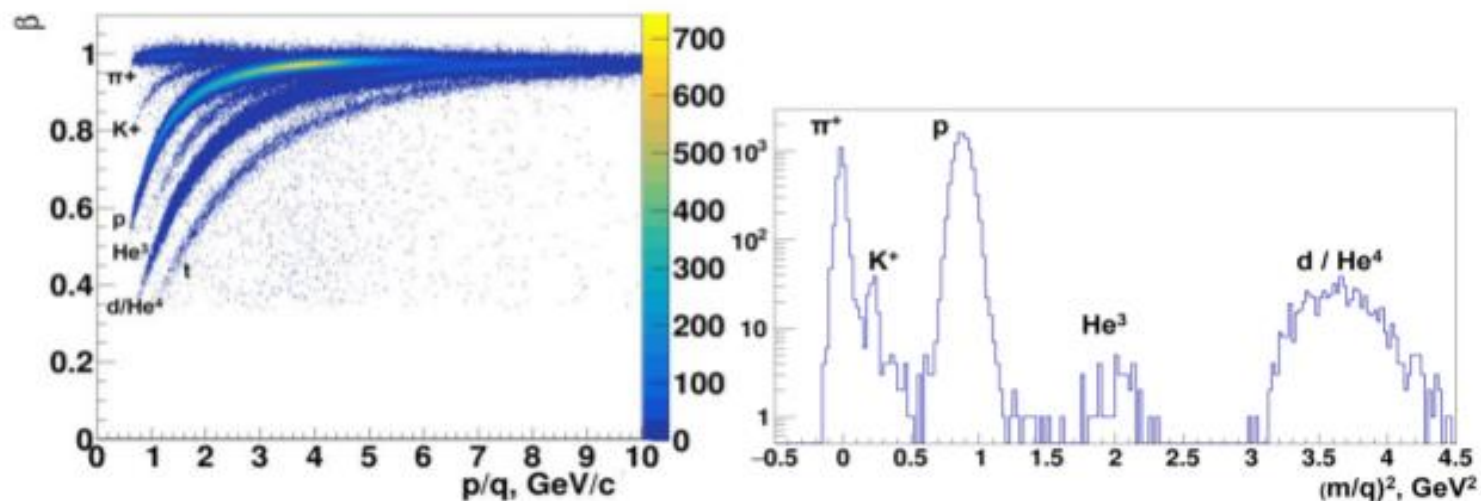 β
1
0.8
0.6
0.4
0.2
0
π+
K+
p
He³
t
d/He⁴
0 1 2 3 4 5 6 7 8 9 10
p/q, GeV/c
700
600
500
400
300
200
100
0
π⁺
p
K⁺
He³
d / He⁴
10³
10²
10
1
−0.5 0 0.5 1 1.5 2 2.5 3 3.5 4 4.5
(m/q)², GeV²